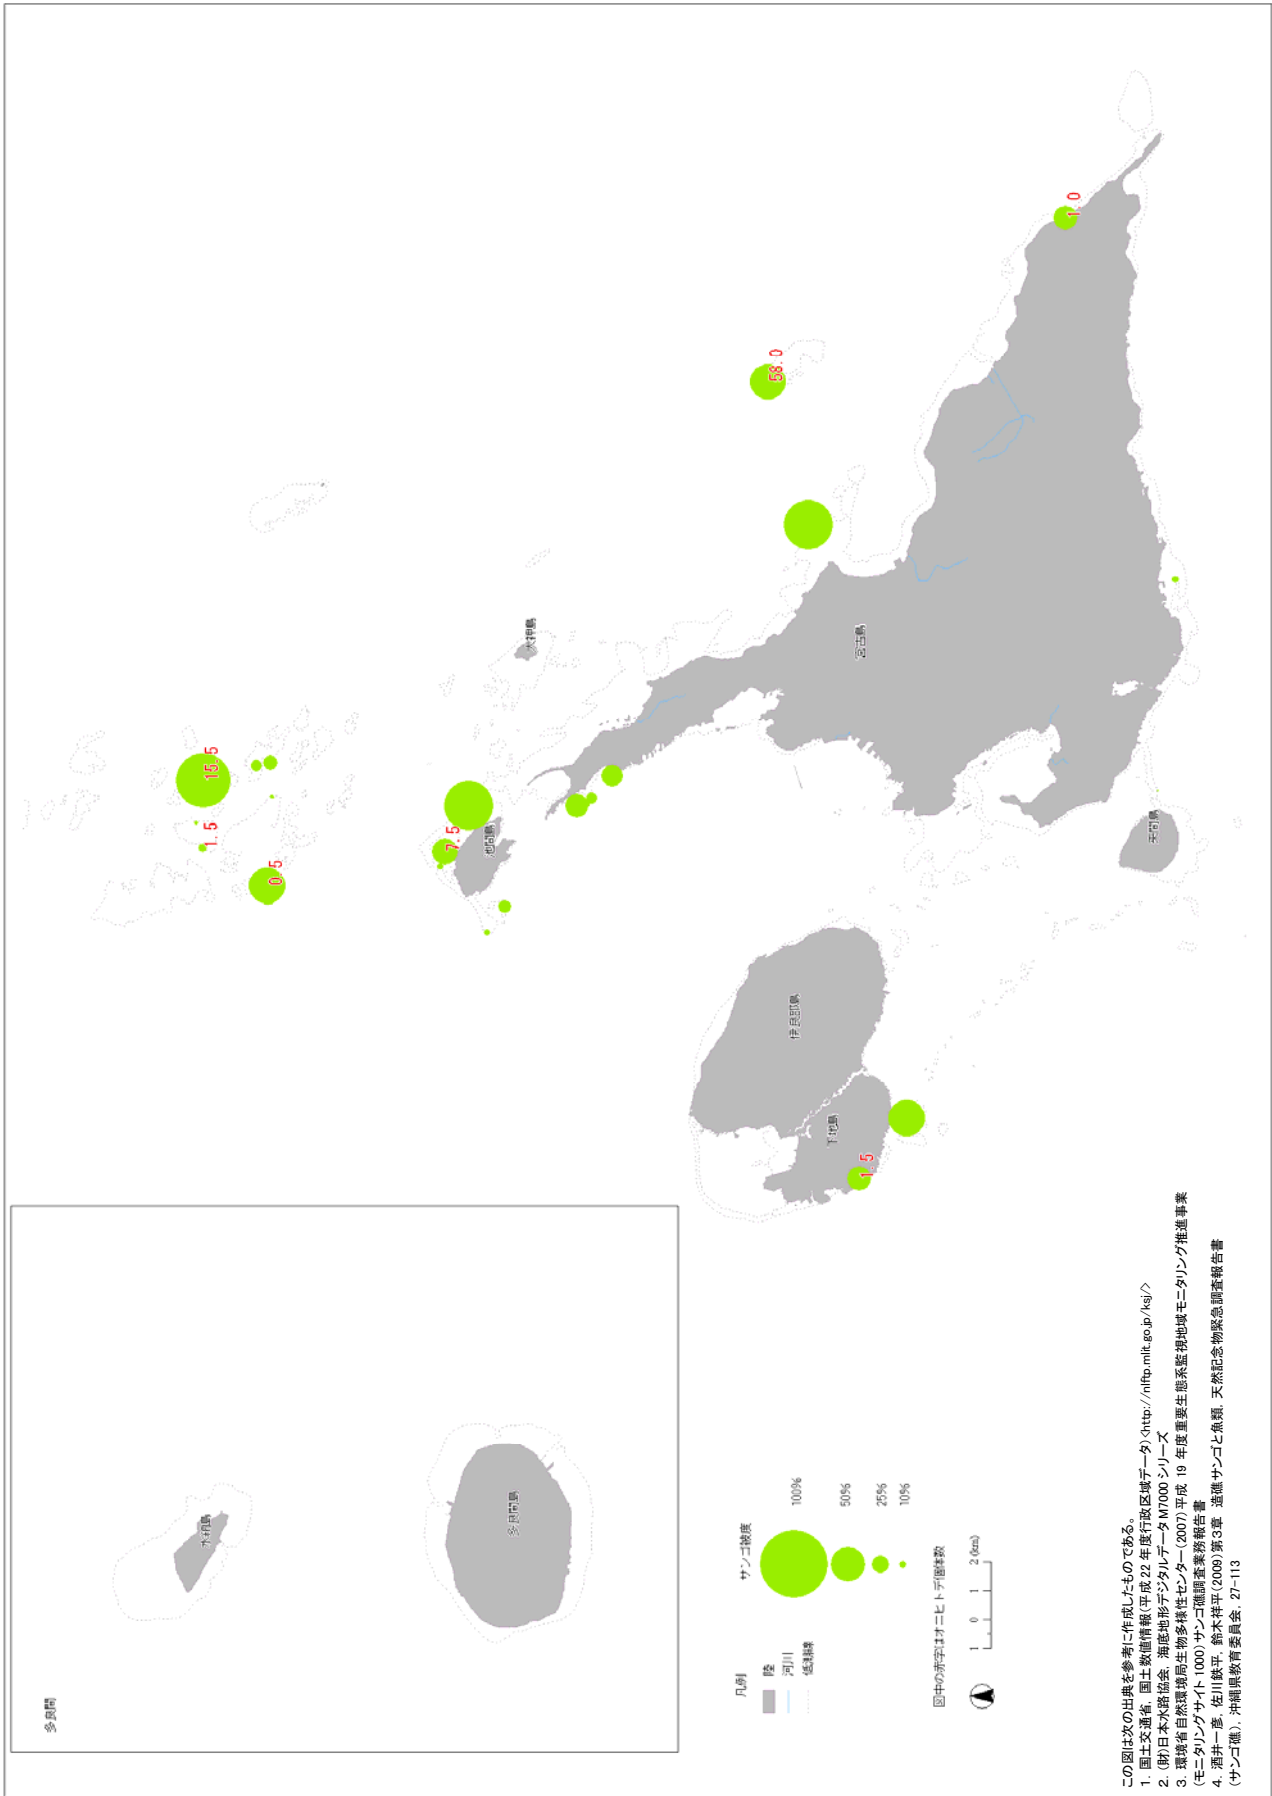 多良間
水納島
多良間島
15.5
1.5
0.5
7.5
池間島
大神島
58.0
1.0
宮古島
伊良部島
下地島
1.5
来間島
凡例
陸
河川
低潮線
サンゴ被度
100%
50%
25%
10%
図中の赤字はオニヒトデ個体数
1 0 1 2 (km)
この図は次の出典を参考に作成したものである。
1. 国土交通省, 国土数値情報(平成 22 年度行政区域データ)<http://nlftp.mlit.go.jp/ksj/>
2. (財)日本水路協会, 海底地形デジタルデータ M7000 シリーズ
3. 環境省自然環境局生物多様性センター(2007)平成 19 年度重要生態系監視地域モニタリング推進事業
(モニタリングサイト 1000)サンゴ礁調査業務報告書
4. 酒井一彦, 佐川鉄平, 鈴木祥平(2009)第3章 造礁サンゴと魚類, 天然記念物緊急調査報告書
(サンゴ礁), 沖縄県教育委員会, 27-113